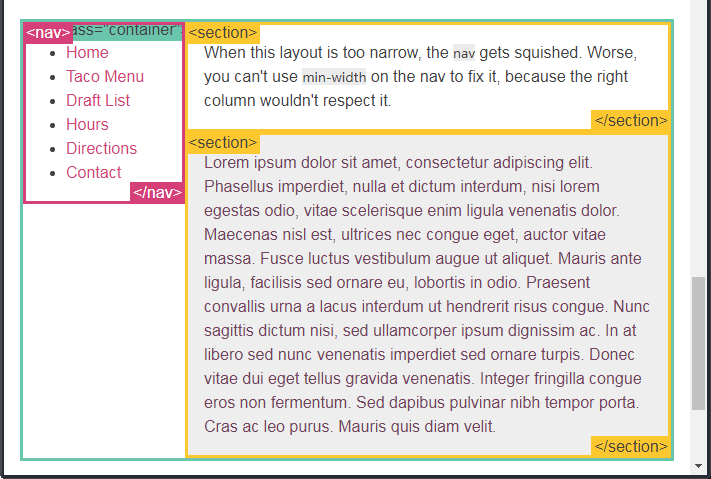 <nav>
ass="container"
Home
Taco Menu
Draft List
Hours
Directions
Contact
</nav>
<section>
When this layout is too narrow, the nav gets squished. Worse,
you can't use min-width on the nav to fix it, because the right
column wouldn't respect it.
</section>
<section>
Lorem ipsum dolor sit amet, consectetur adipiscing elit.
Phasellus imperdiet, nulla et dictum interdum, nisi lorem
egestas odio, vitae scelerisque enim ligula venenatis dolor.
Maecenas nisl est, ultrices nec congue eget, auctor vitae
massa. Fusce luctus vestibulum augue ut aliquet. Mauris ante
ligula, facilisis sed ornare eu, lobortis in odio. Praesent
convallis urna a lacus interdum ut hendrerit risus congue. Nunc
sagittis dictum nisi, sed ullamcorper ipsum dignissim ac. In at
libero sed nunc venenatis imperdiet sed ornare turpis. Donec
vitae dui eget tellus gravida venenatis. Integer fringilla congue
eros non fermentum. Sed dapibus pulvinar nibh tempor porta.
Cras ac leo purus. Mauris quis diam velit.
</section>